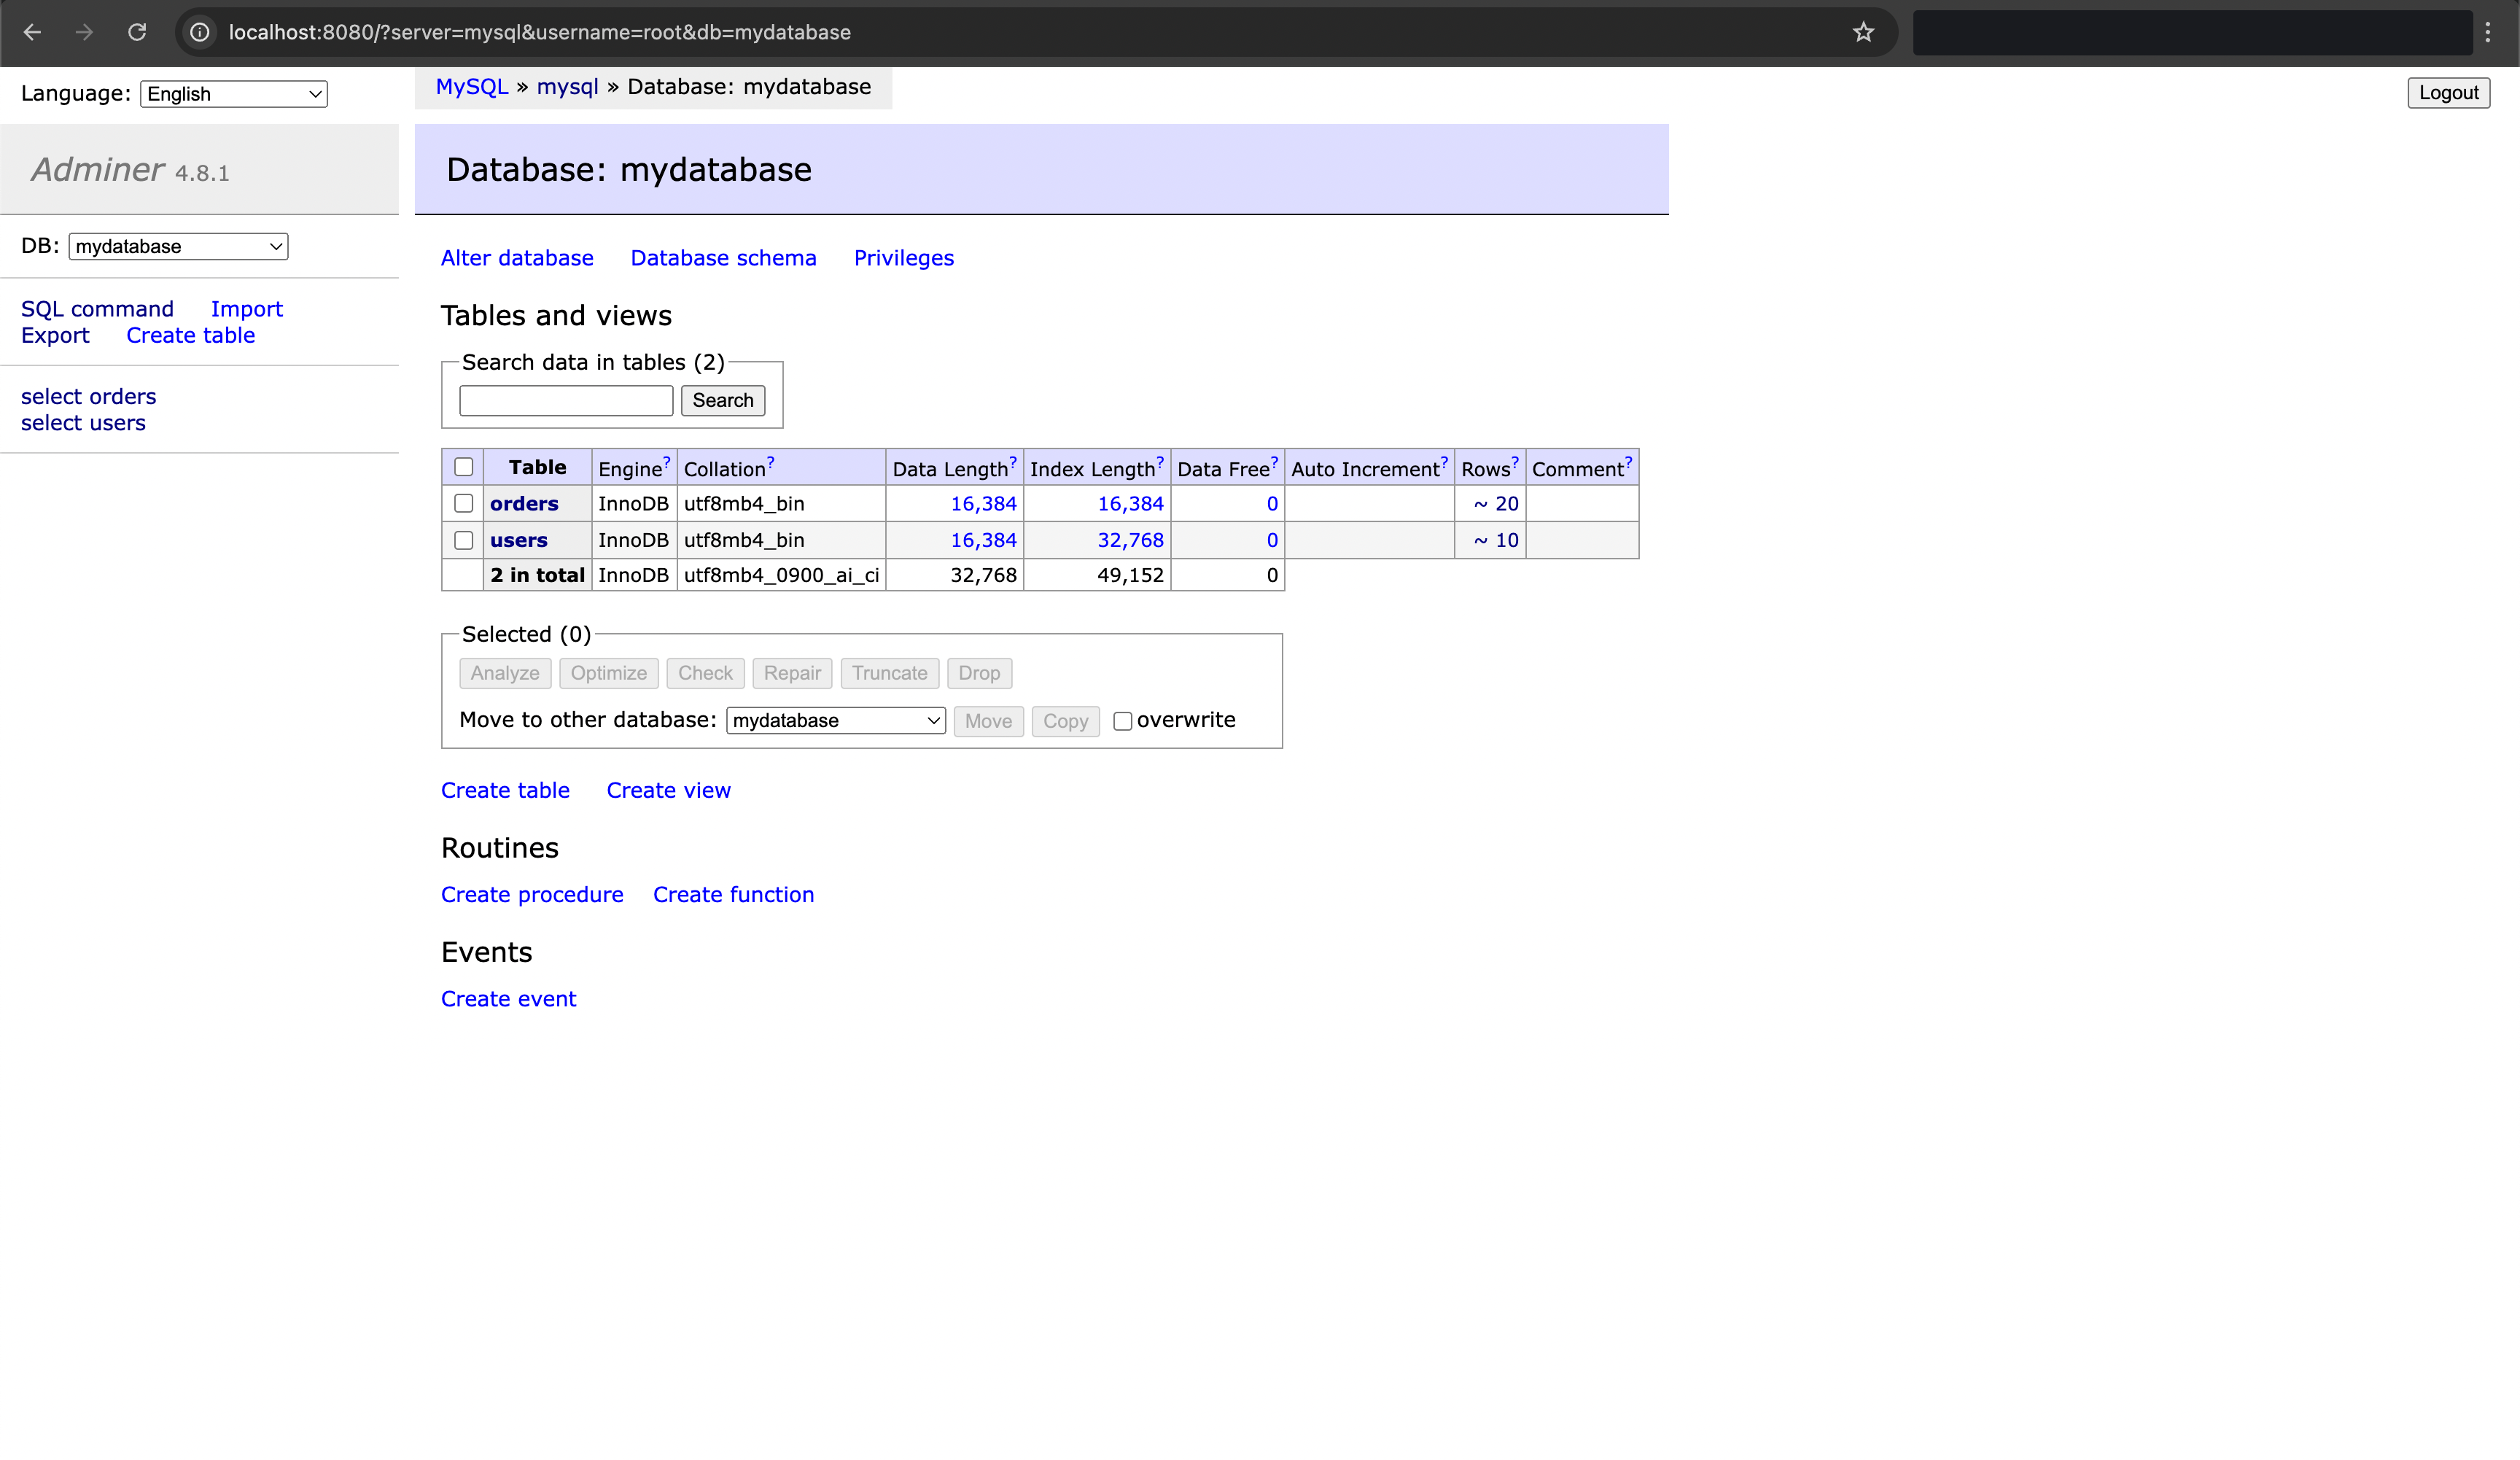 localhost:8080/?server=mysql&username=root&db=mydatabase
Language: English
MySQL » mysql » Database: mydatabase
Logout
Adminer 4.8.1
Database: mydatabase
DB: mydatabase
Alter database Database schema Privileges
SQL command Import
Export Create table
select orders
select users
Tables and views
Search data in tables (2)
Search
Table Engine? Collation? Data Length? Index Length? Data Free? Auto Increment? Rows? Comment?
orders InnoDB utf8mb4_bin 16,384 16,384 0 ~ 20
users InnoDB utf8mb4_bin 16,384 32,768 0 ~ 10
2 in total InnoDB utf8mb4_0900_ai_ci 32,768 49,152 0
Selected (0)
Analyze Optimize Check Repair Truncate Drop
Move to other database: mydatabase Move Copy overwrite
Create table Create view
Routines
Create procedure Create function
Events
Create event